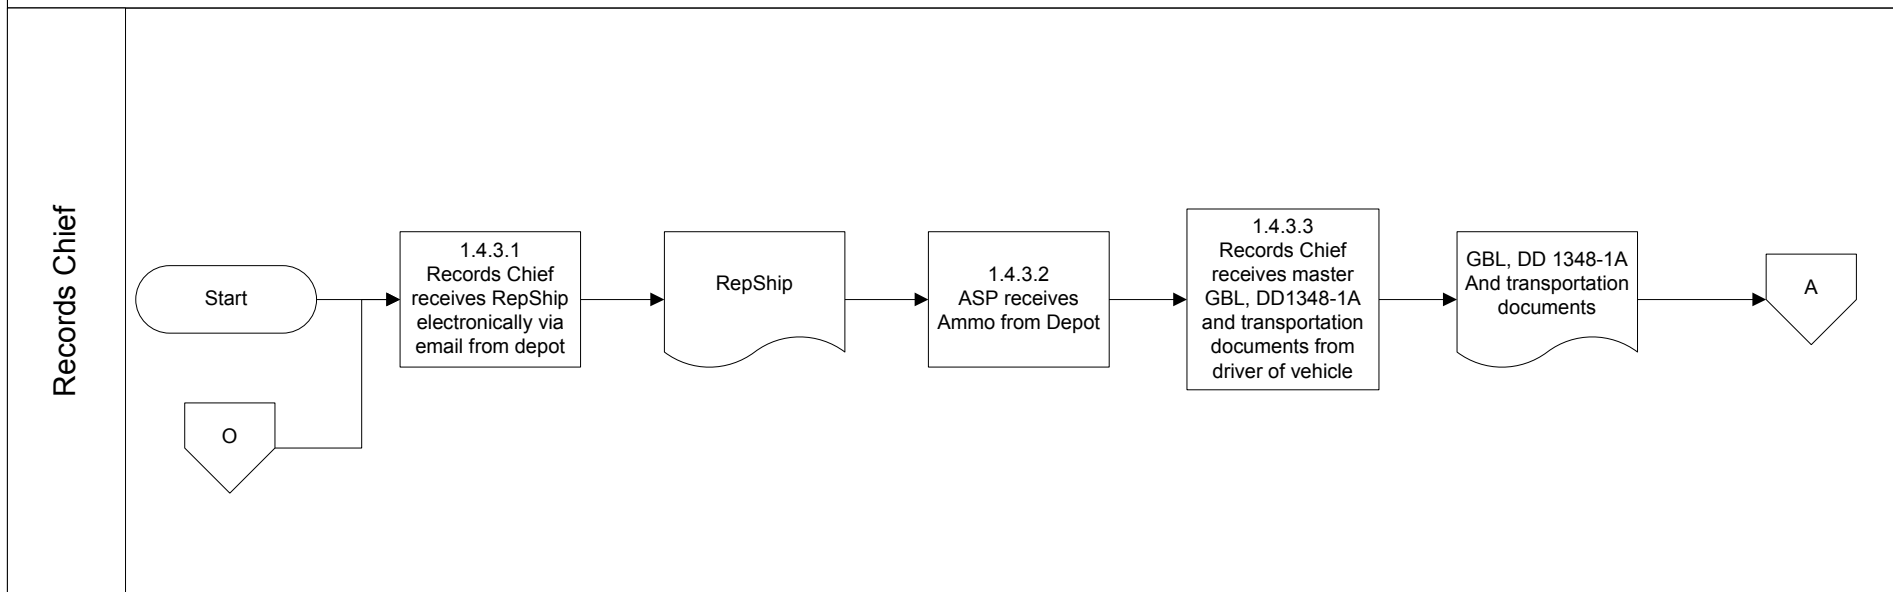 Records Chief
Start
O
1.4.3.1
Records Chief
receives RepShip
electronically via
email from depot
RepShip
1.4.3.2
ASP receives
Ammo from Depot
1.4.3.3
Records Chief
receives master
GBL, DD1348-1A
and transportation
documents from
driver of vehicle
GBL, DD 1348-1A
And transportation
documents
A